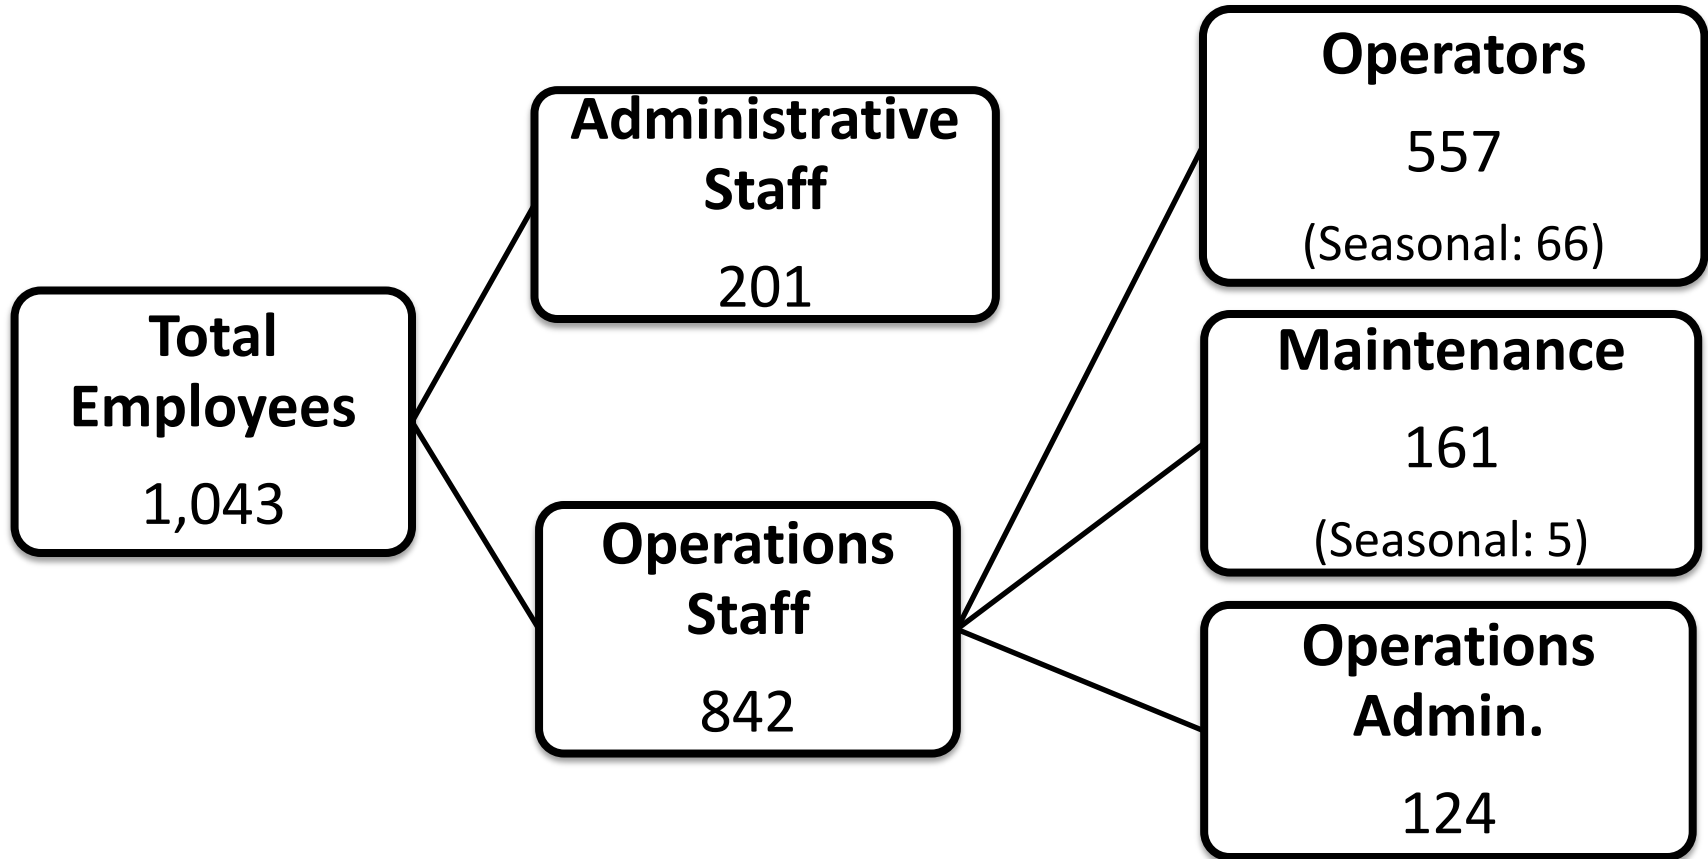 Total
Employees
1,043
Administrative
Staff
201
Operations
Staff
842
Operators
557
(Seasonal: 66)
Maintenance
161
(Seasonal: 5)
Operations
Admin.
124